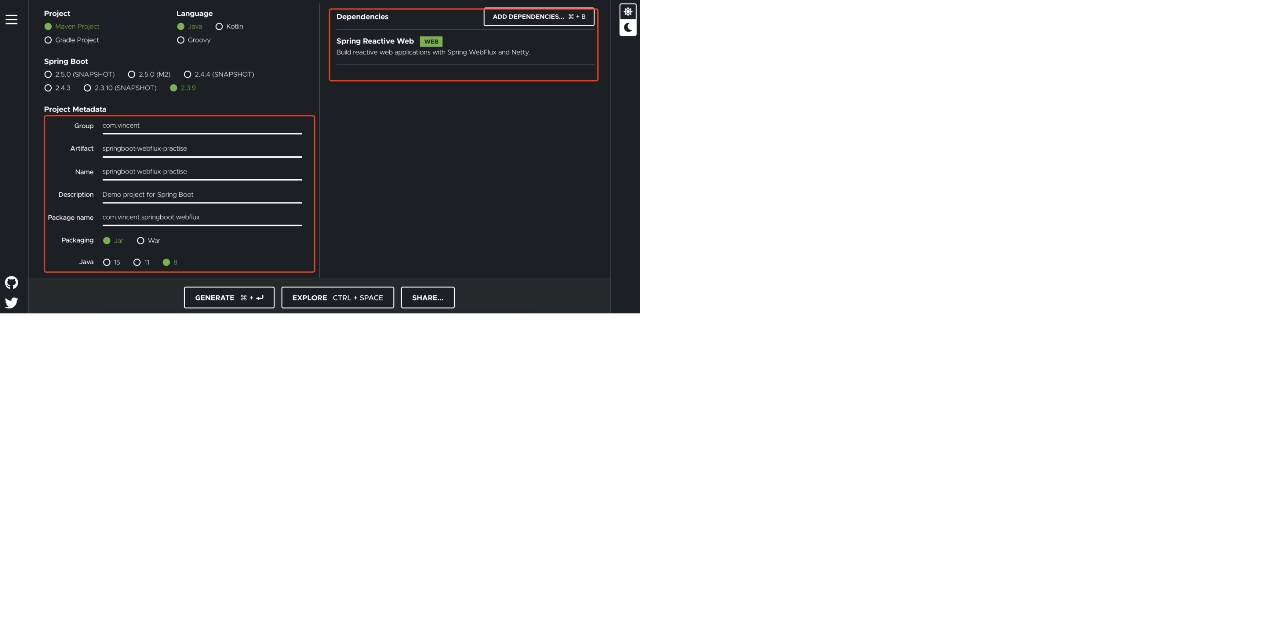 Project
Maven Project
Gradle Project
Language
Java Kotlin
Groovy
Spring Boot
2.5.0 (SNAPSHOT) 2.5.0 (M2) 2.4.4 (SNAPSHOT)
2.4.3 2.3.10 (SNAPSHOT) 2.3.9
Project Metadata
Group com.vincent
Artifact springboot-webflux-practise
Name springboot-webflux-practise
Description Demo project for Spring Boot
Package name com.vincent.springboot.webflux
Packaging Jar War
Java 15 11 8
Dependencies ADD DEPENDENCIES... ⌘ + B
Spring Reactive Web WEB
Build reactive web applications with Spring WebFlux and Netty.
GENERATE ⌘ + ↵ EXPLORE CTRL + SPACE SHARE...